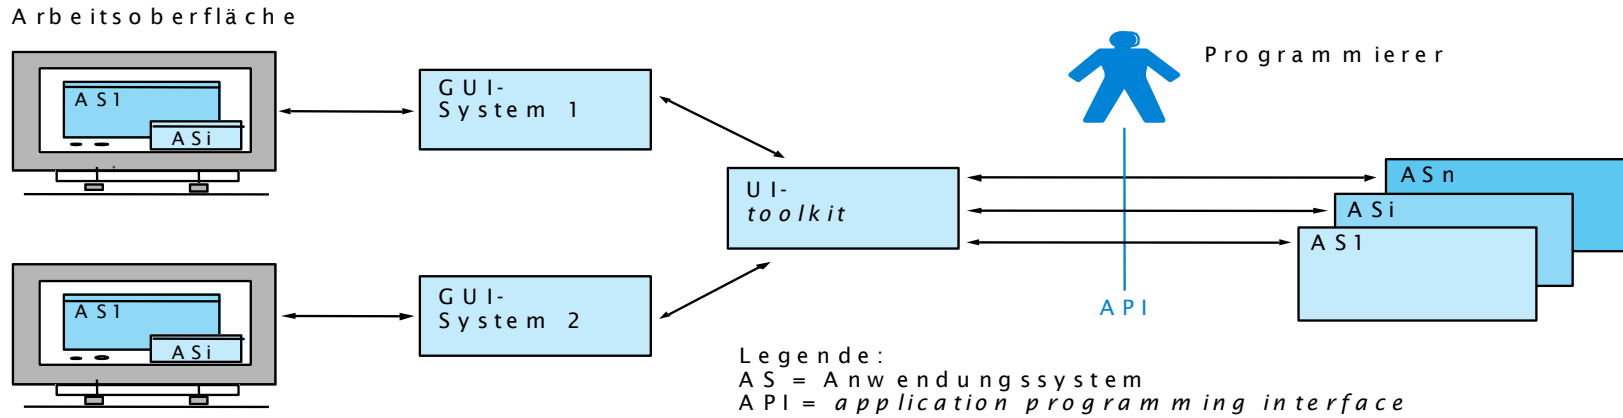 Arbeitsoberfläche
Programmierer
AS1
ASi
GUI-
System 1
UI-
toolkit
ASn
ASi
AS1
API
AS1
ASi
GUI-
System 2
Legende:
AS = Anwendungssystem
API = application programming interface